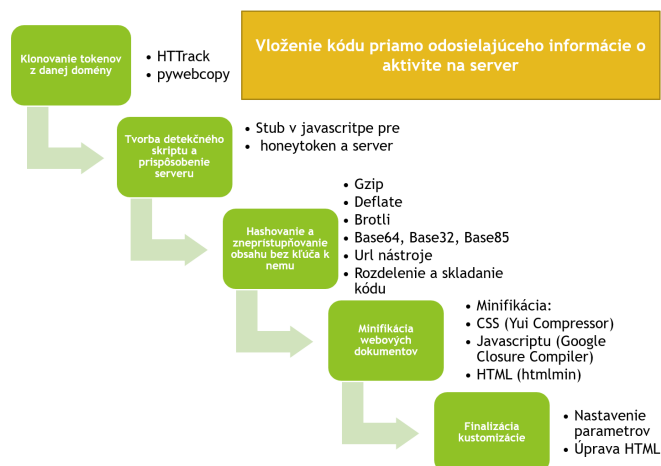 Vloženie kódu priamo odosielajúceho informácie o
aktivite na server
Klonovanie tokenov
z danej domény
• HTTrack
• pywebcopy
Tvorba detekčného
skriptu a
prispôsobenie
serveru
• Stub v javascritpe pre
• honeytoken a server
Hashovanie a
zneprístupňovanie
obsahu bez kľúča k
nemu
• Gzip
• Deflate
• Brotli
• Base64, Base32, Base85
• Url nástroje
• Rozdelenie a skladanie
kódu
Minifikácia
webových
dokumentov
• Minifikácia:
• CSS (Yui Compressor)
• Javascriptu (Google
Closure Compiler)
• HTML (htmlmin)
Finalizácia
kustomizácie
• Nastavenie
parametrov
• Úprava HTML